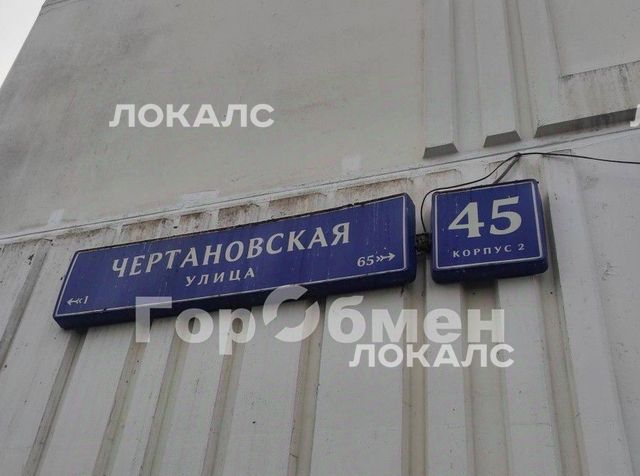 ЛОКАЛС
ЧЕРТАНОВСКАЯ
УЛИЦА
1
65
45
КОРПУС 2
ГорОбмен
ЛОКАЛС